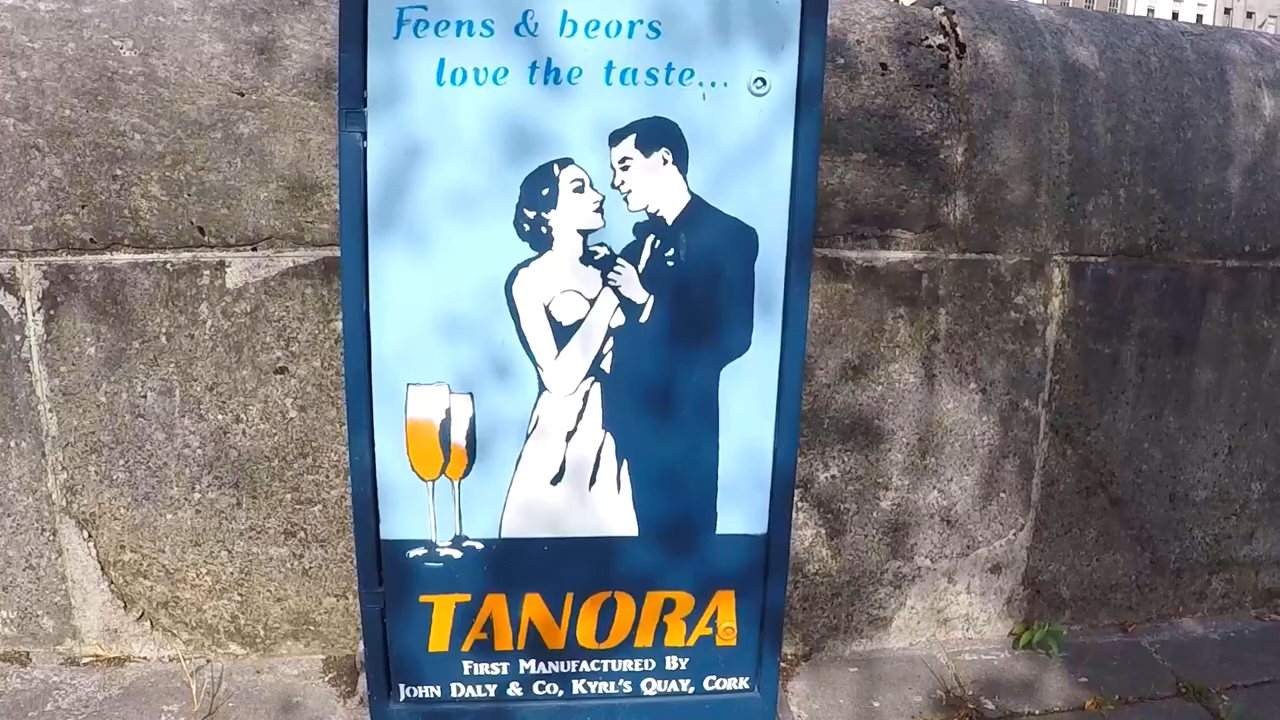 Feens & beors
love the taste...
TANORA
First Manufactured By
John Daly & Co, Kyrl's Quay, Cork